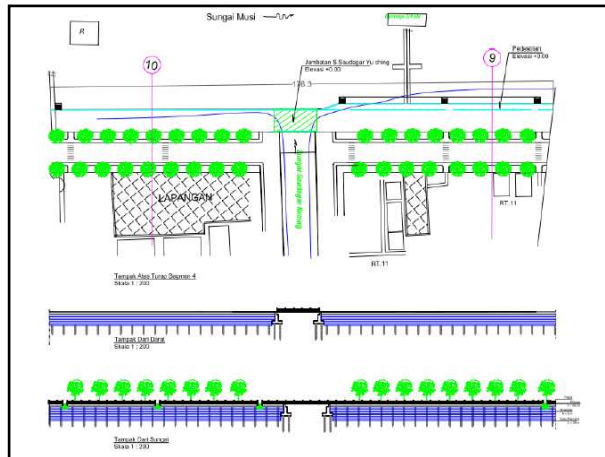 Sungai Musi
R
10
9
Jembatan S Saudagar Yu ching
Elevasi +0.00
Pedestrian
Elevasi +0.00
176.3
LAPANGAN
RT.11
RT.11
Tampak Atas Turap Segmen 4
Skala 1 : 200
Tampak Dari Darat
Skala 1 : 200
Tampak Dari Sungai
Skala 1 : 200